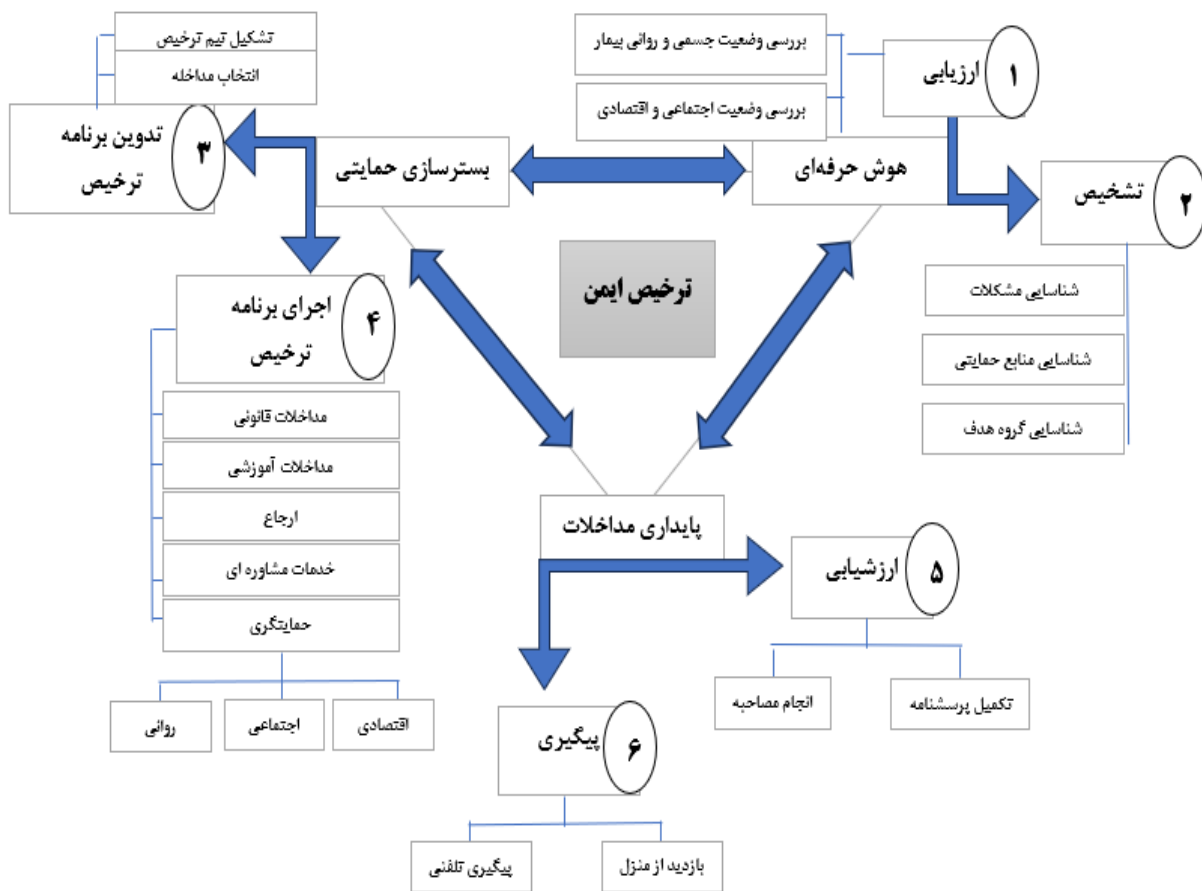 ۱
ارزیابی
بررسی وضعیت جسمی و روانی بیمار
بررسی وضعیت اجتماعی و اقتصادی
هوش حرفه‌ای
۲
تشخیص
شناسایی مشکلات
شناسایی منابع حمایتی
شناسایی گروه هدف
ترخیص ایمن
بسترسازی حمایتی
تشکیل تیم ترخیص
انتخاب مداخله
۳
تدوین برنامه
ترخیص
۴
اجرای برنامه
ترخیص
مداخلات قانونی
مداخلات آموزشی
ارجاع
خدمات مشاوره ای
حمایتگری
اقتصادی
اجتماعی
روانی
پایداری مداخلات
۵
ارزشیابی
تکمیل پرسشنامه
انجام مصاحبه
۶
پیگیری
بازدید از منزل
پیگیری تلفنی